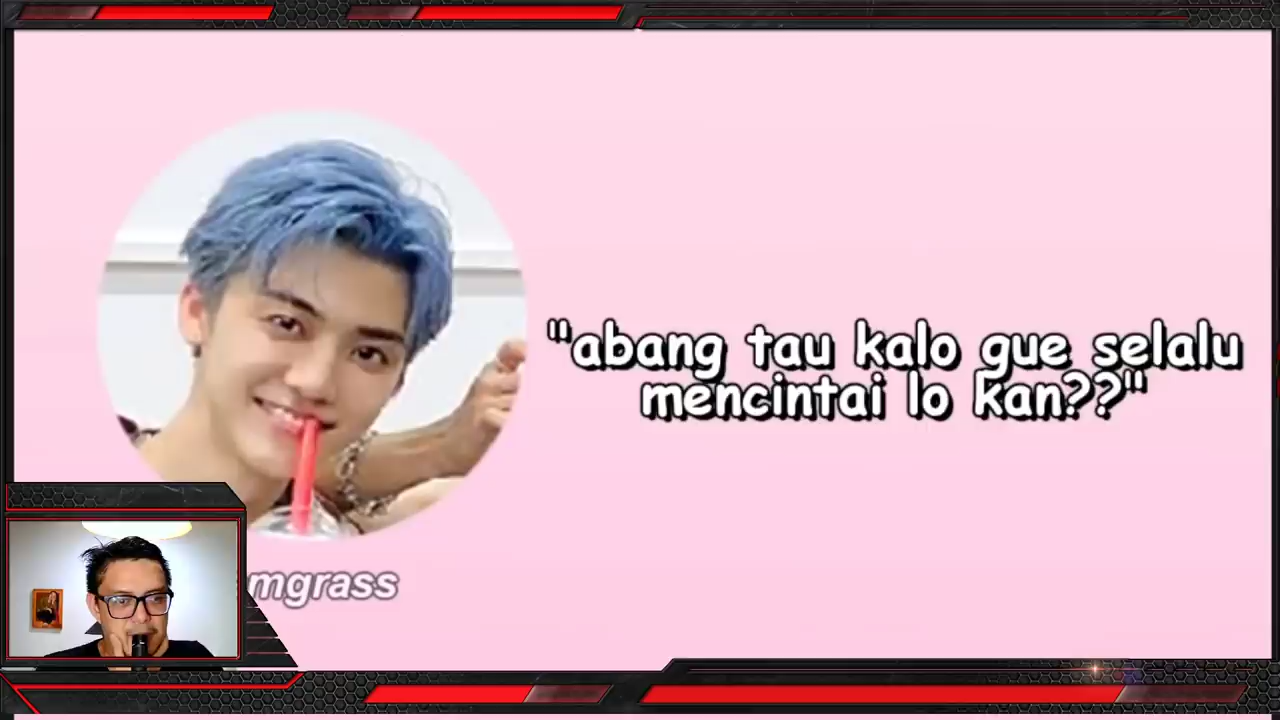 "abang tau kalo gue selalu
mencintai lo kan??"
mgrass